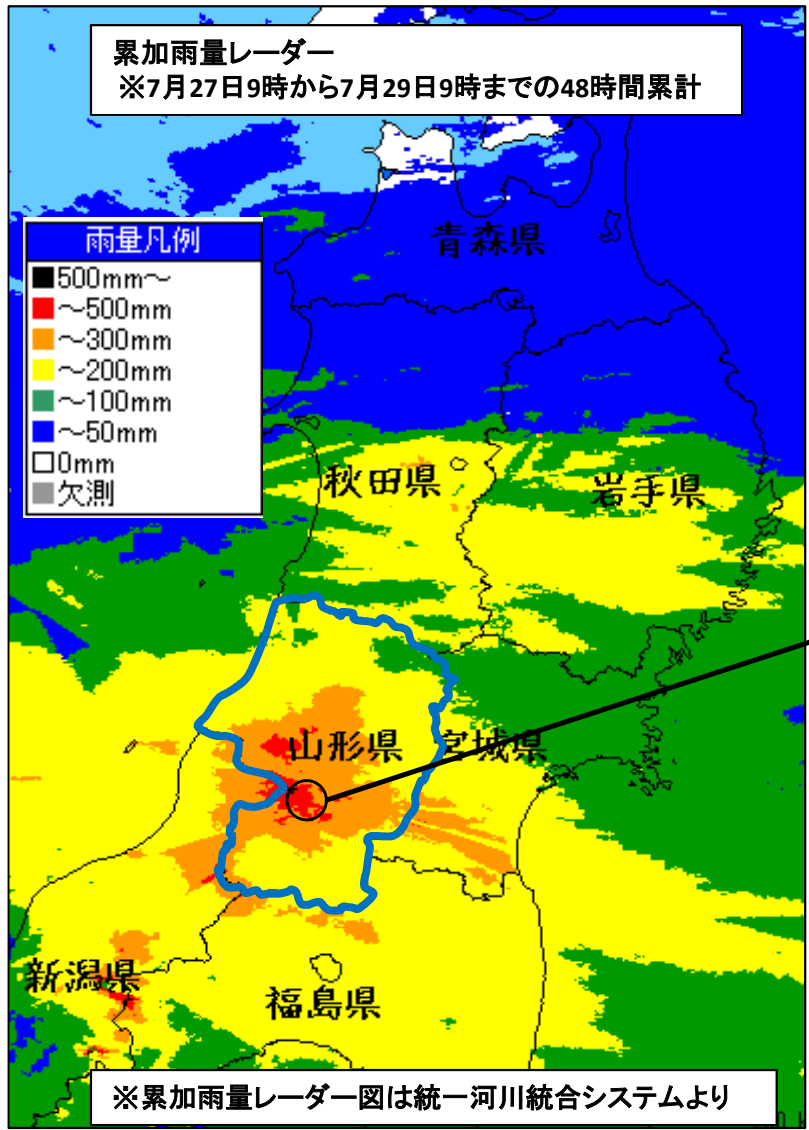 累加雨量レーダー
※7月27日9時から7月29日9時までの48時間累計
雨量凡例
500mm～
～500mm
～300mm
～200mm
～100mm
～50mm
0mm
欠測
青森県
秋田県
岩手県
山形県
宮城県
新潟県
福島県
※累加雨量レーダー図は統一河川統合システムより